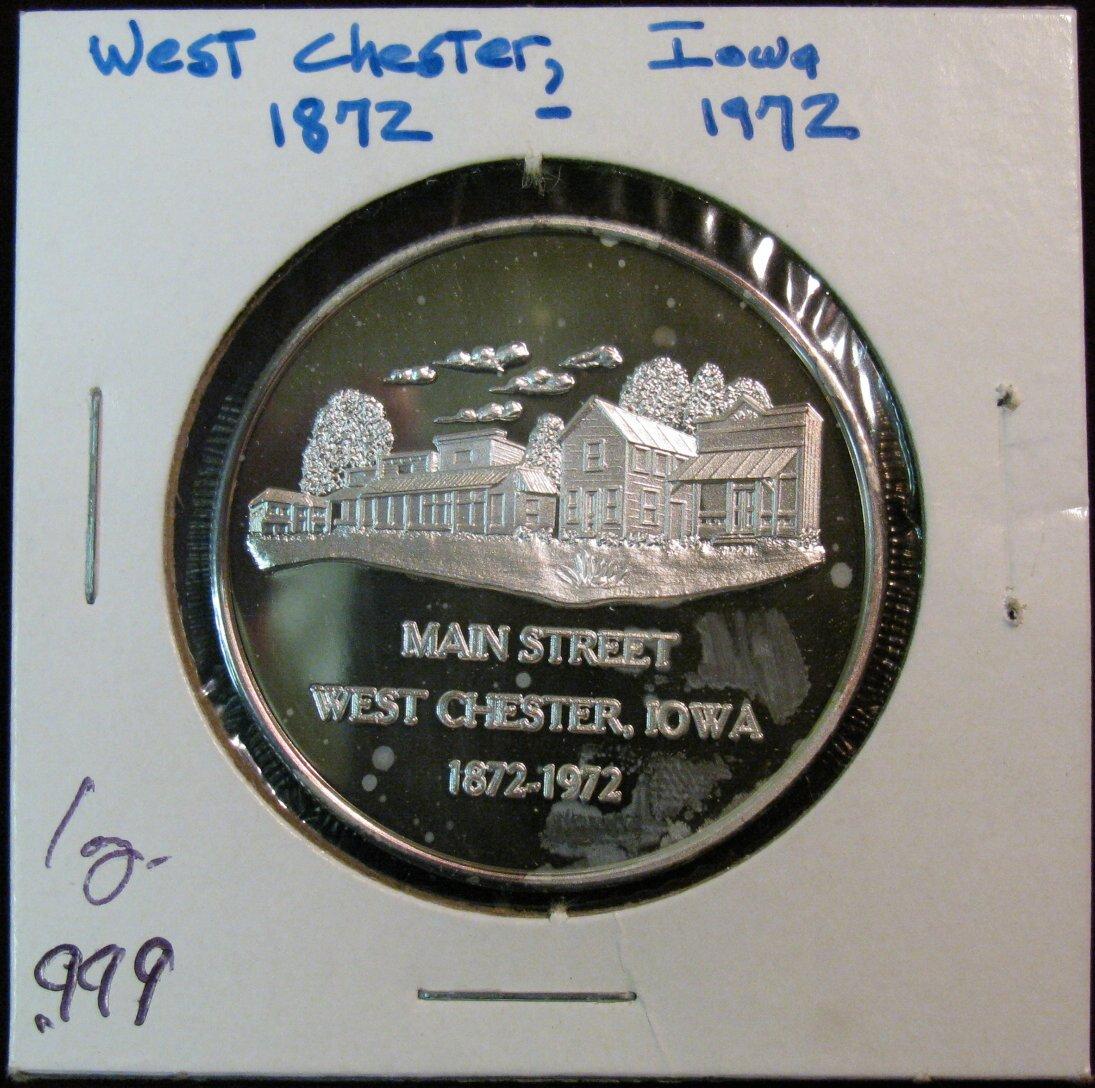 West Chester, Iowa
1872 - 1972
MAIN STREET
WEST CHESTER, IOWA
1872-1972
1 oz.
.999